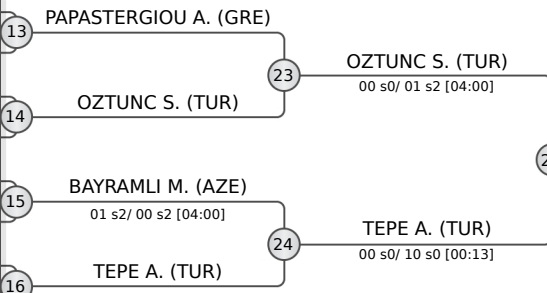 PAPASTERGIOU A. (GRE)
13
OZTUNC S. (TUR)
23
00 s0/ 01 s2 [04:00]
OZTUNC S. (TUR)
14
BAYRAMLI M. (AZE)
15
01 s2/ 00 s2 [04:00]
TEPE A. (TUR)
24
00 s0/ 10 s0 [00:13]
TEPE A. (TUR)
16